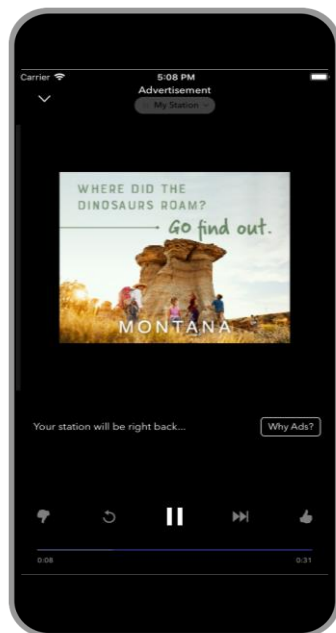 Carrier
5:08 PM
Advertisement
My Station
WHERE DID THE
DINOSAURS ROAM?
Go find out.
MONTANA
Your station will be right back...
Why Ads?
0:08
0:31